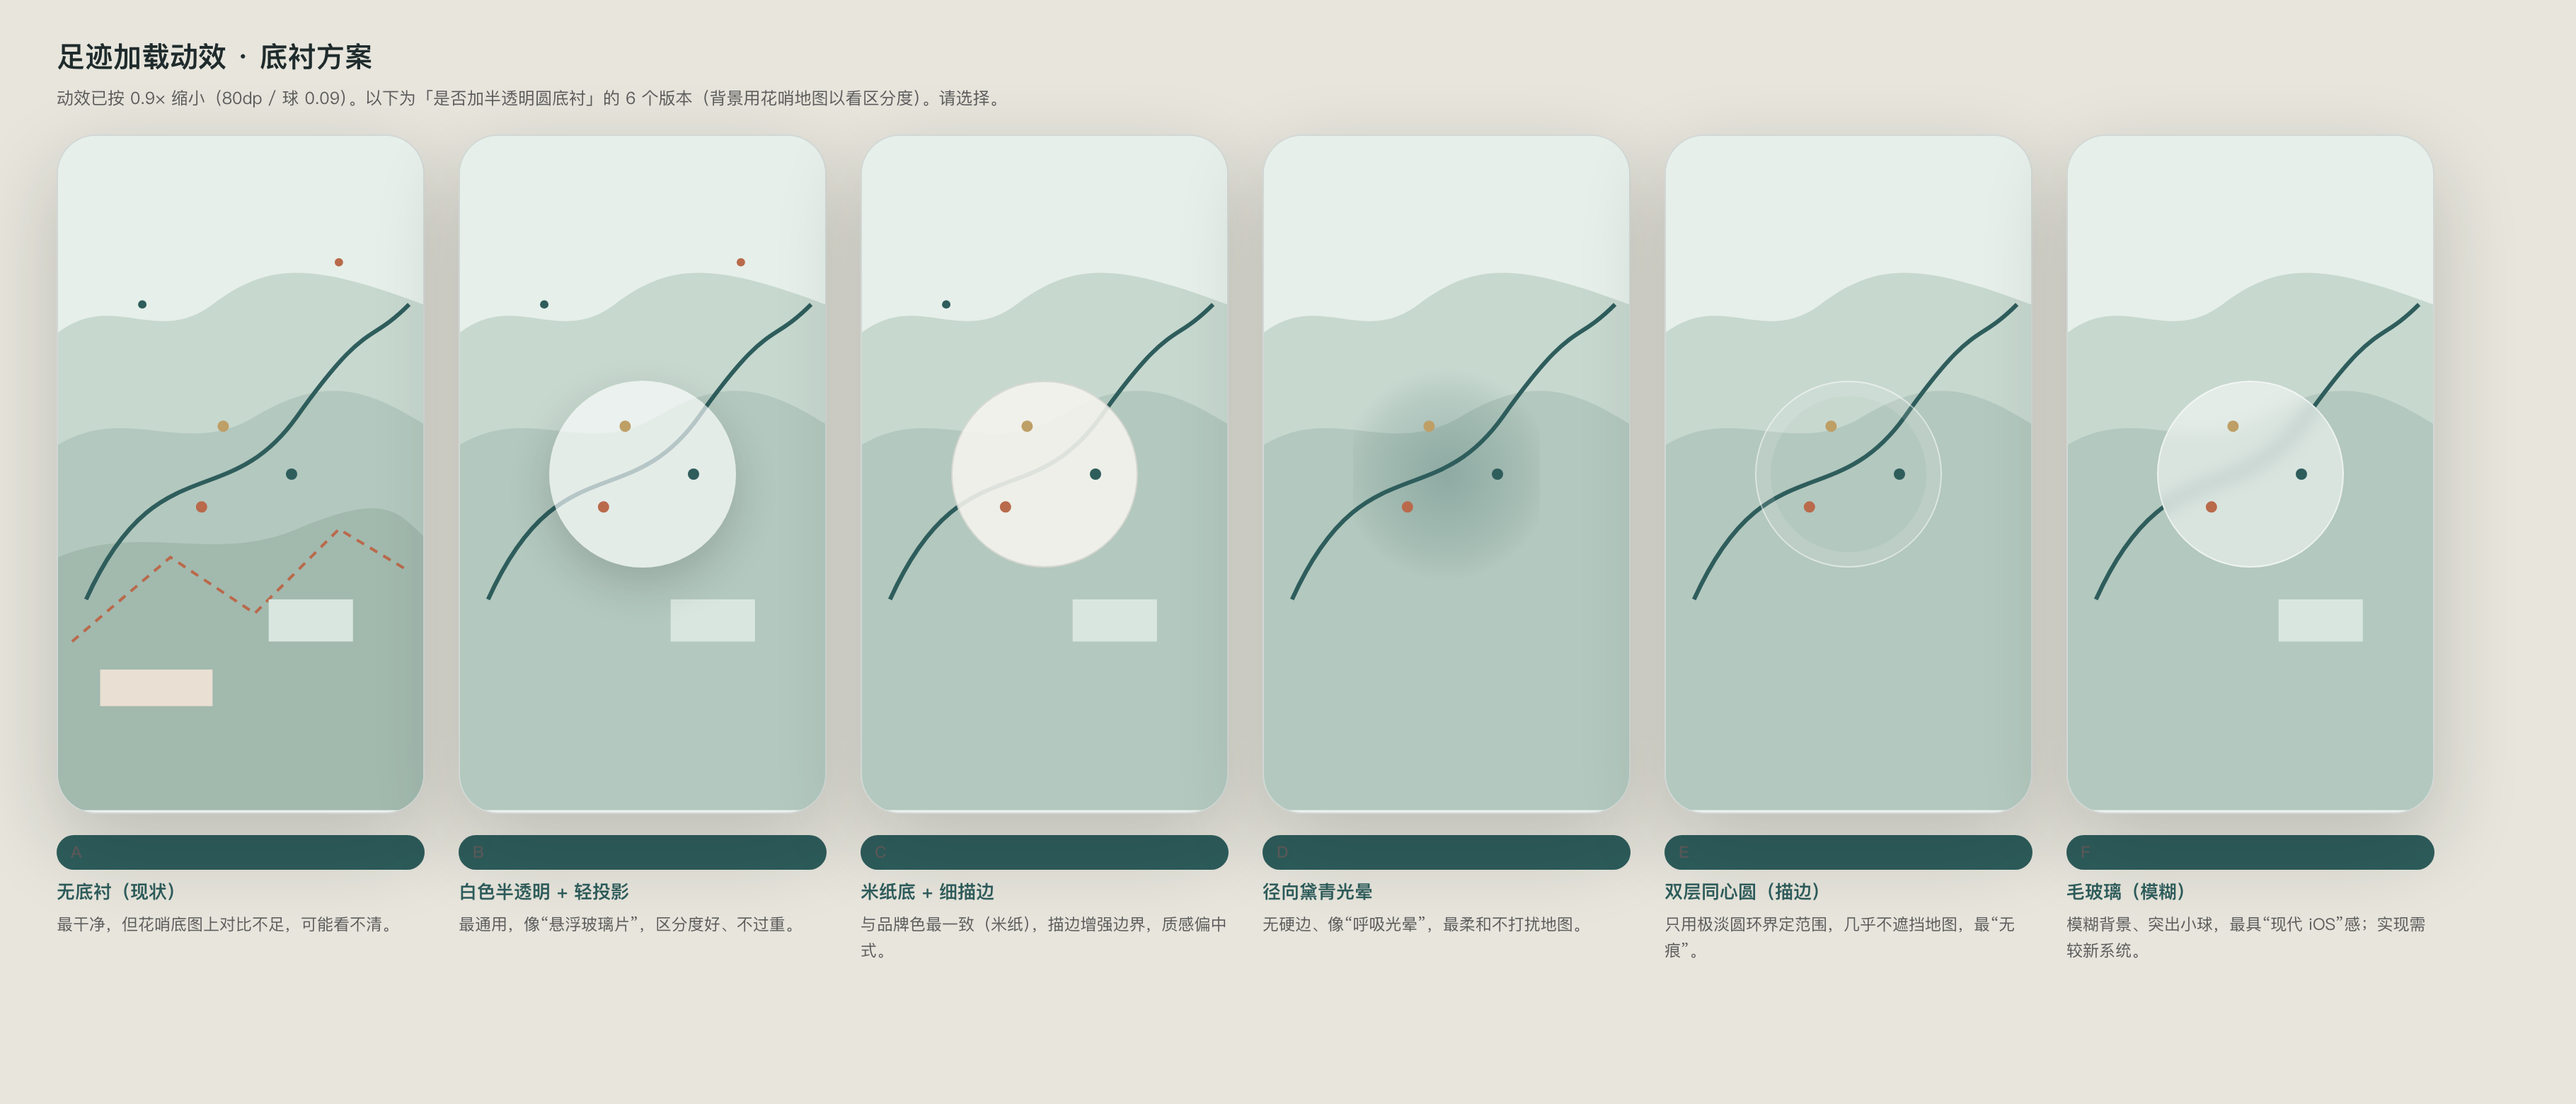 足迹加载动效 · 底衬方案
动效已按 0.9× 缩小（80dp / 球 0.09）。以下为「是否加半透明圆底衬」的 6 个版本（背景用花哨地图以看区分度）。请选择。
A
无底衬（现状）
最干净，但花哨底图上对比不足，可能看不清。
B
白色半透明 + 轻投影
最通用，像“悬浮玻璃片”，区分度好、不过重。
C
米纸底 + 细描边
与品牌色最一致（米纸），描边增强边界，质感偏中
式。
D
径向黛青光晕
无硬边、像“呼吸光晕”，最柔和不打扰地图。
E
双层同心圆（描边）
只用极淡圆环界定范围，几乎不遮挡地图，最“无
痕”。
F
毛玻璃（模糊）
模糊背景、突出小球，最具“现代 iOS”感；实现需
较新系统。